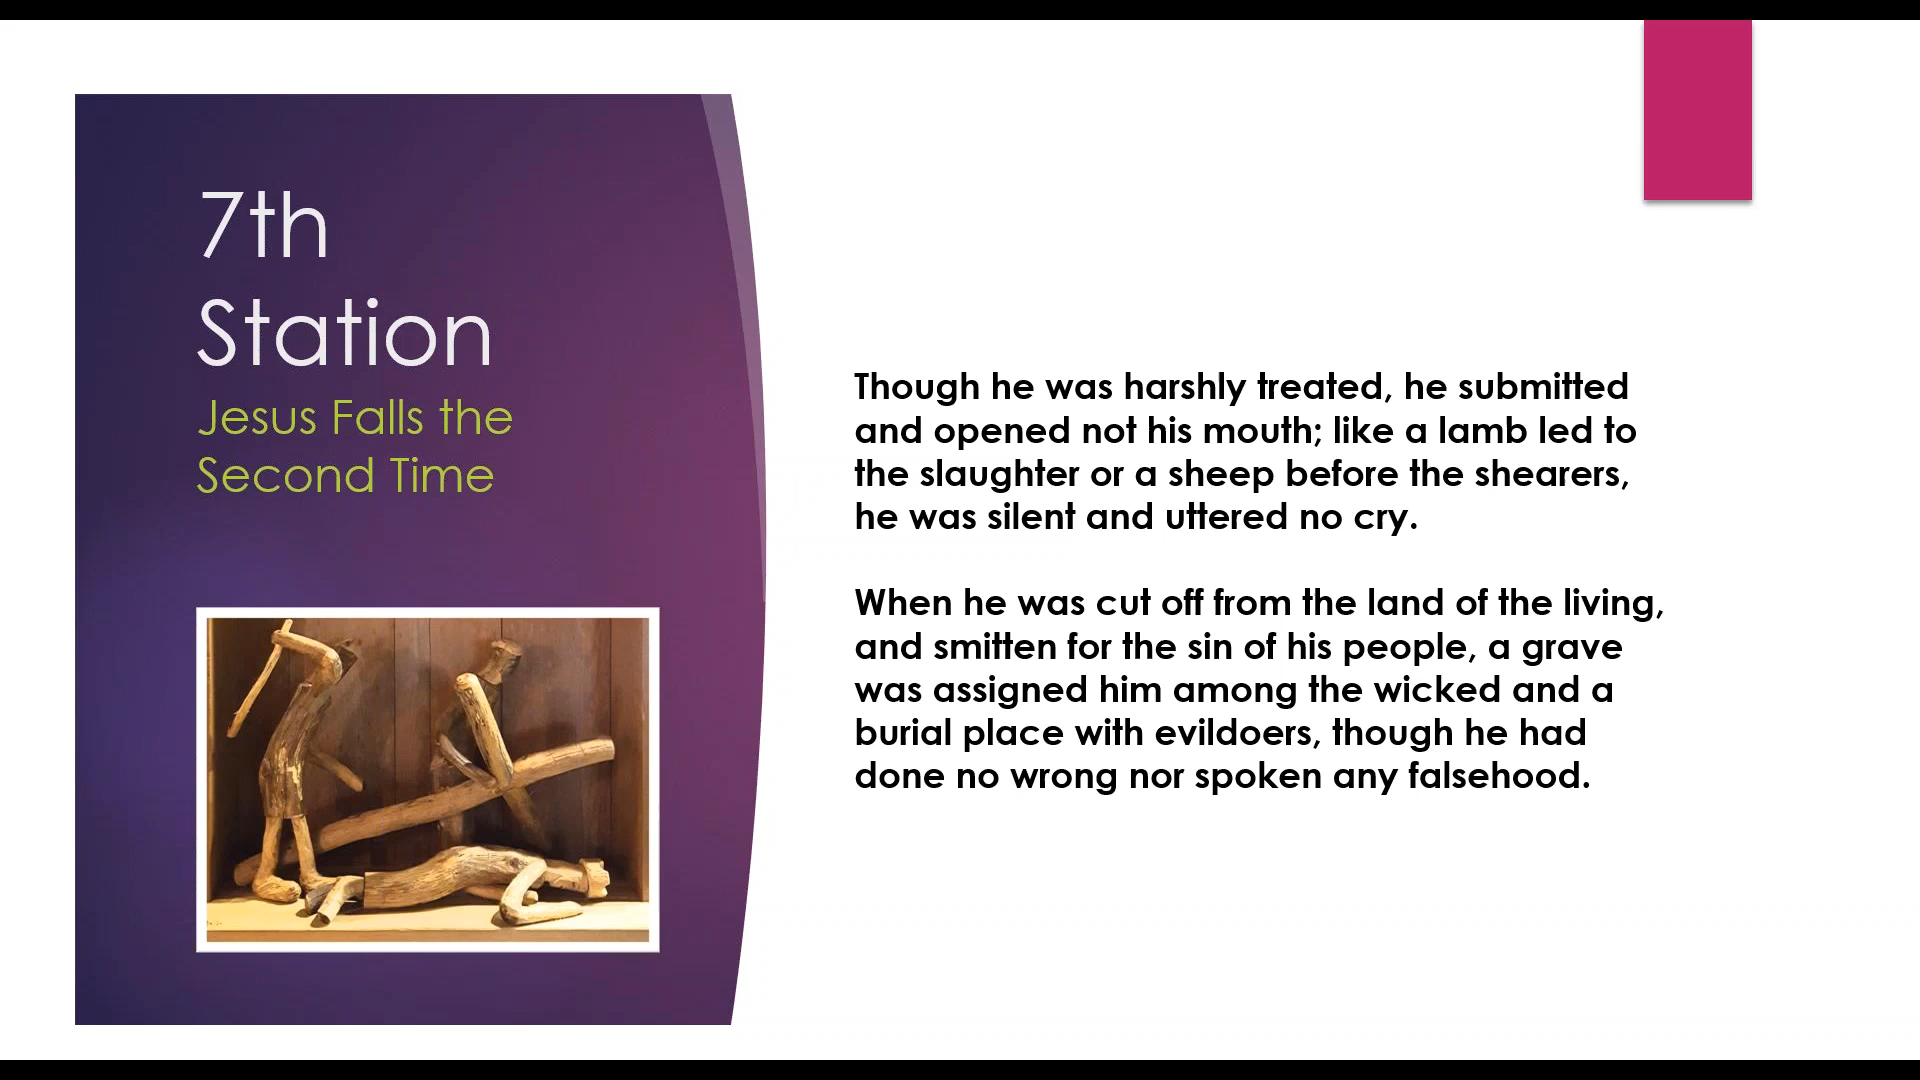 7th
Station
Jesus Falls the
Second Time
Though he was harshly treated, he submitted
and opened not his mouth; like a lamb led to
the slaughter or a sheep before the shearers,
he was silent and uttered no cry.
When he was cut off from the land of the living,
and smitten for the sin of his people, a grave
was assigned him among the wicked and a
burial place with evildoers, though he had
done no wrong nor spoken any falsehood.